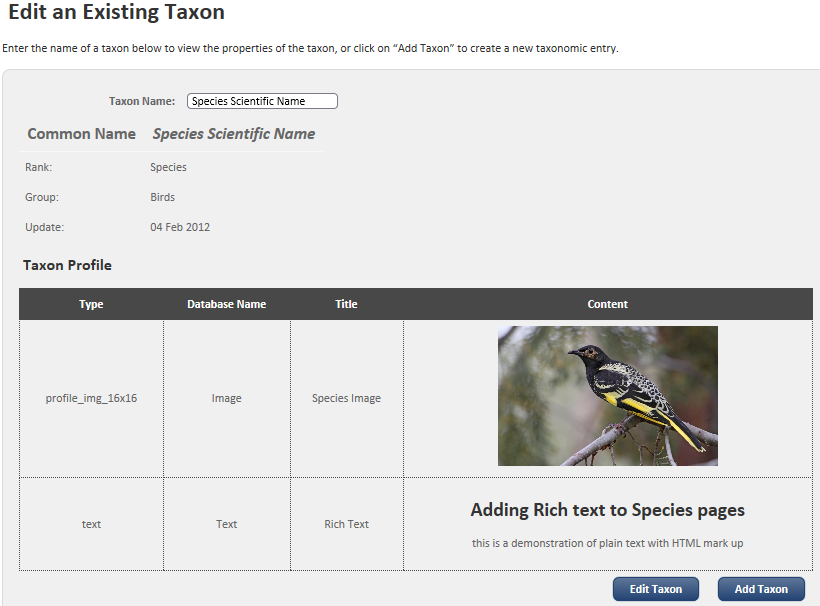 Edit an Existing Taxon
Enter the name of a taxon below to view the properties of the taxon, or click on “Add Taxon” to create a new taxonomic entry.
Taxon Name: Species Scientific Name
Common Name Species Scientific Name
Rank: Species
Group: Birds
Update: 04 Feb 2012
Taxon Profile
Type Database Name Title Content
profile_img_16x16 Image Species Image
Adding Rich text to Species pages
text Text Rich Text
this is a demonstration of plain text with HTML mark up
Edit Taxon Add Taxon